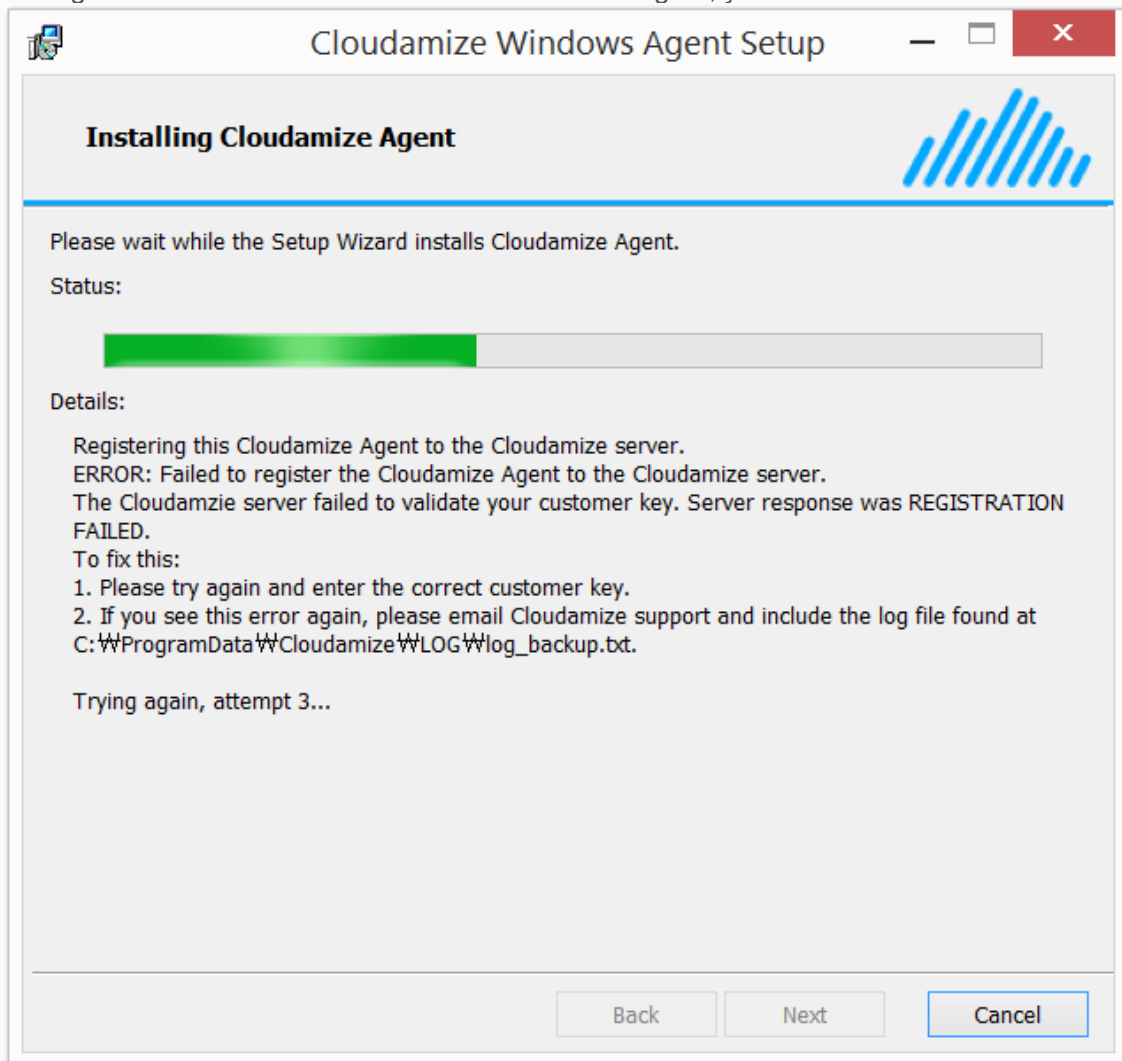 Cloudamize Windows Agent Setup
Installing Cloudamize Agent
Please wait while the Setup Wizard installs Cloudamize Agent.
Status:
Details:
Registering this Cloudamize Agent to the Cloudamize server.
ERROR: Failed to register the Cloudamize Agent to the Cloudamize server.
The Cloudamzie server failed to validate your customer key. Server response was REGISTRATION
FAILED.
To fix this:
1. Please try again and enter the correct customer key.
2. If you see this error again, please email Cloudamize support and include the log file found at
C:₩ProgramData₩Cloudamize₩LOG₩log_backup.txt.
Trying again, attempt 3...
Back
Next
Cancel